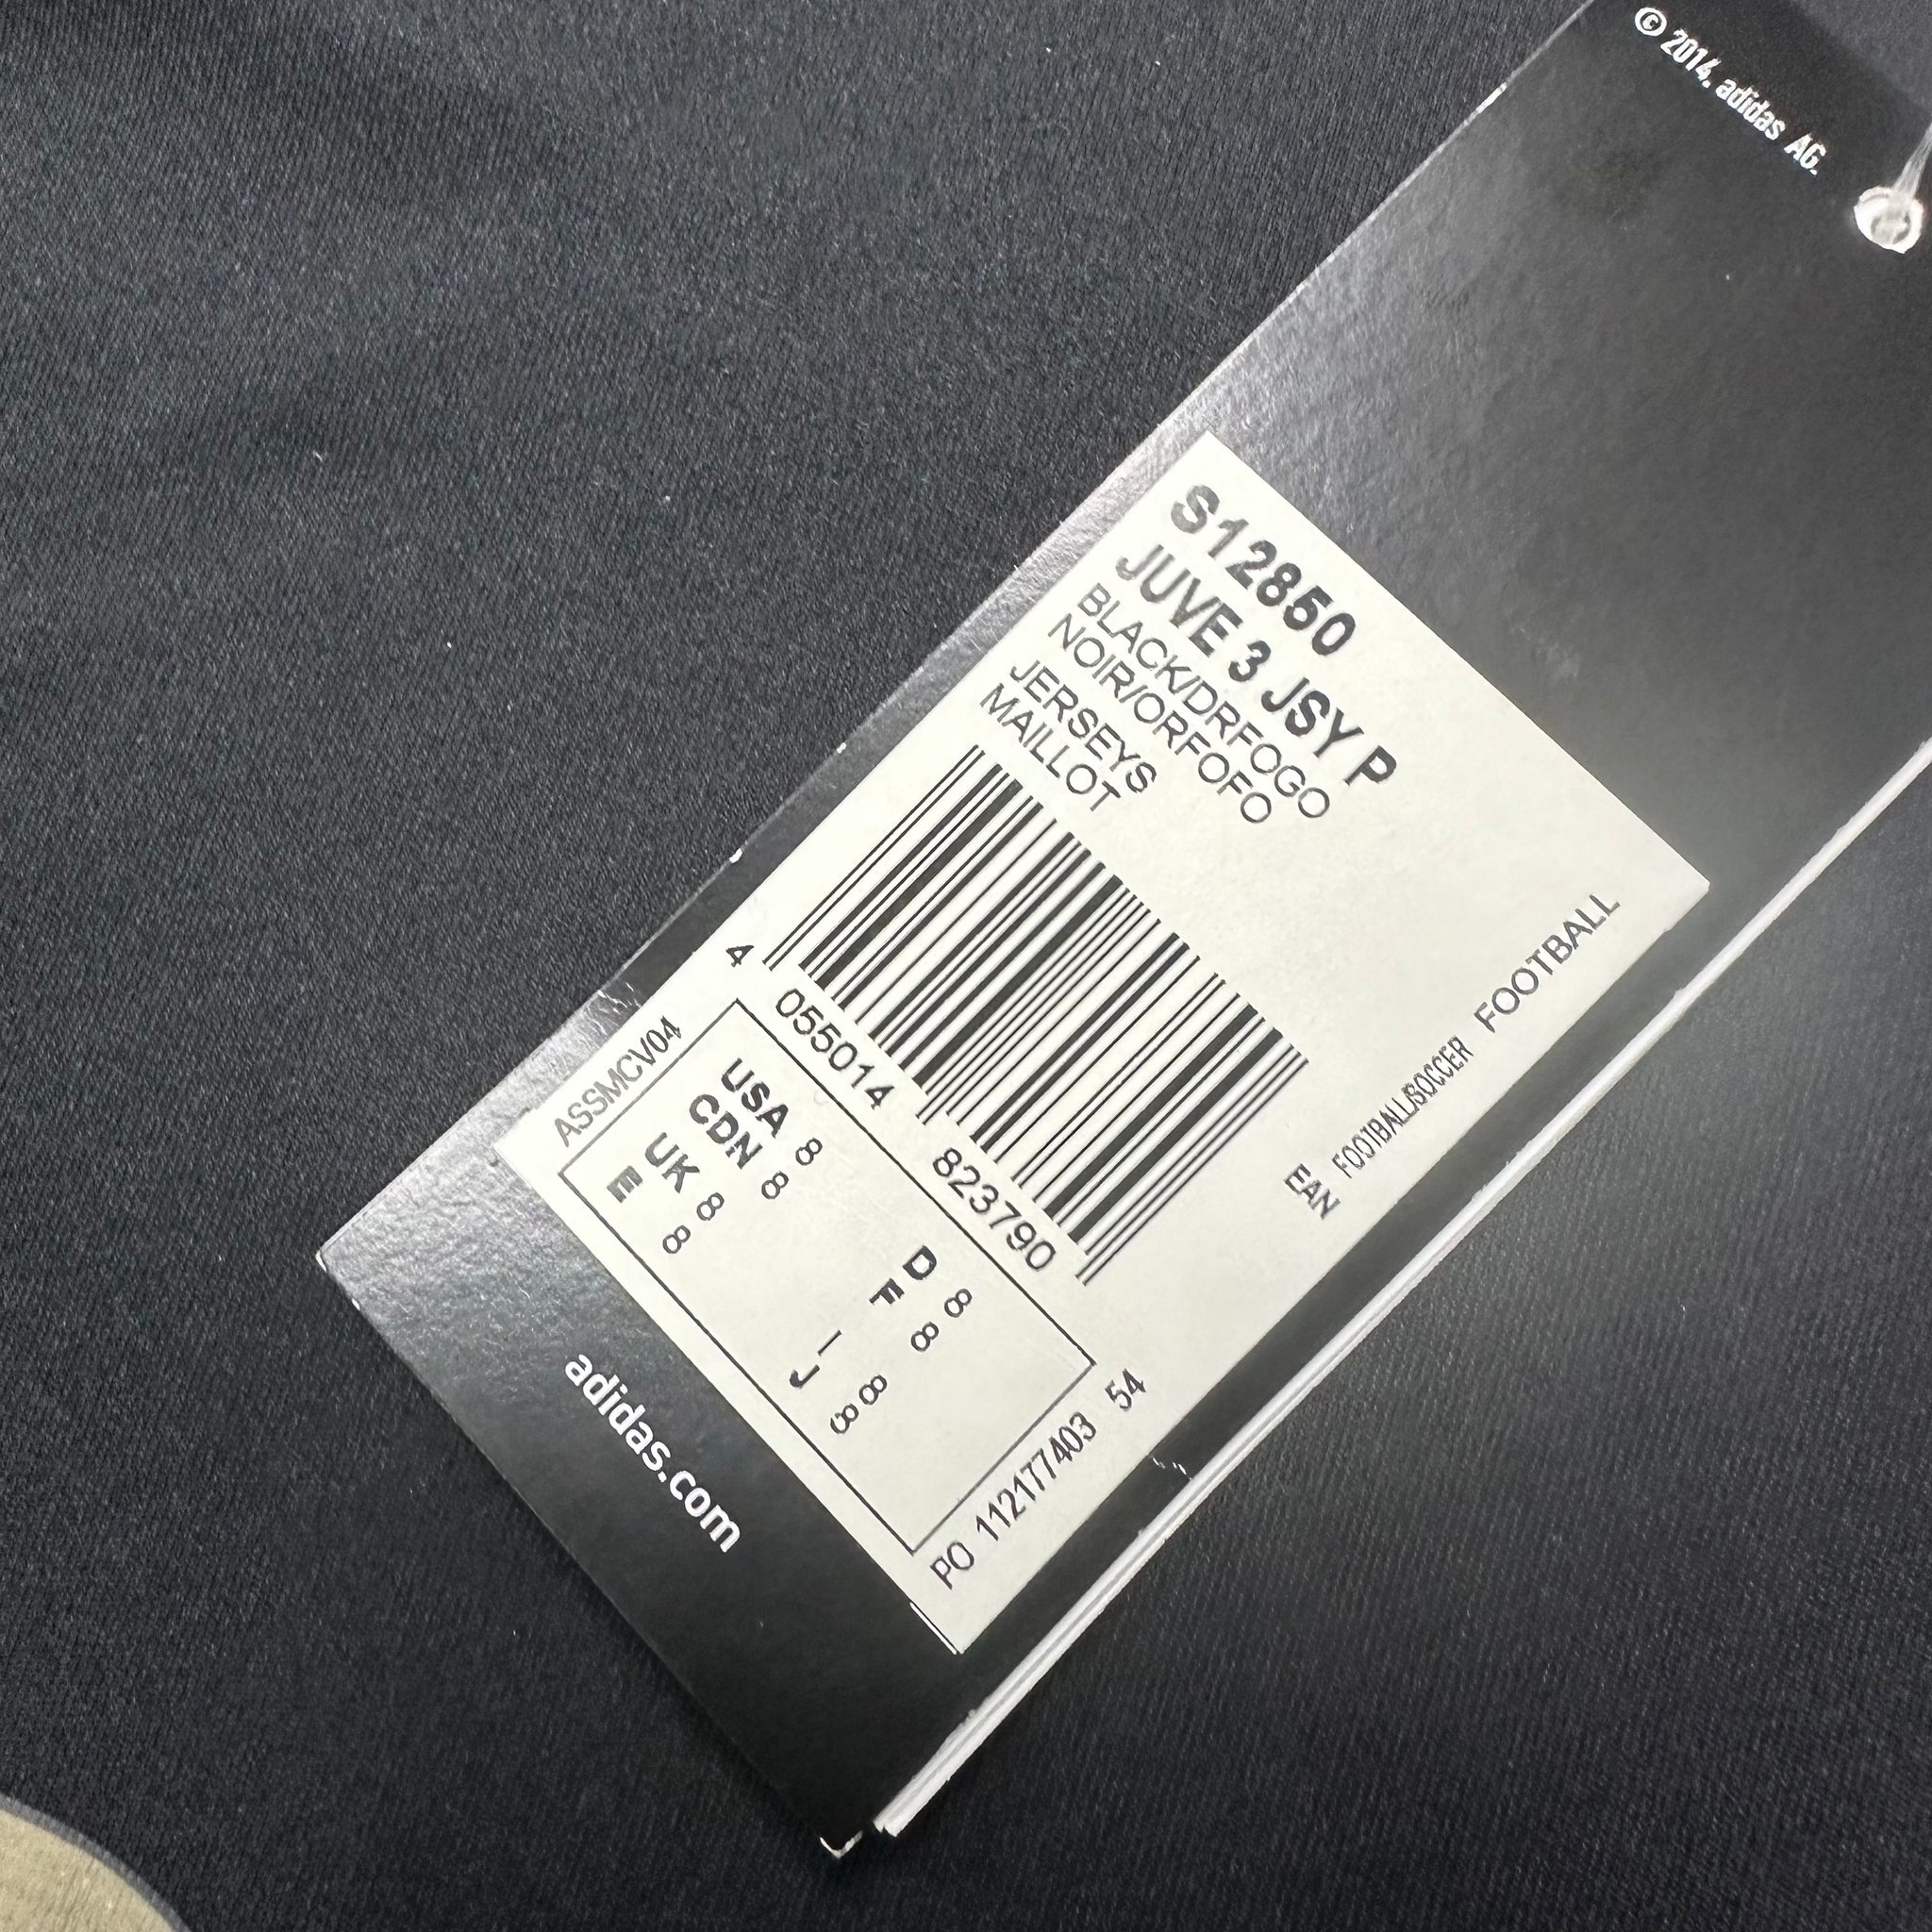 © 2014. adidas AG.
S12850
JUVE 3 JSY P
BLACK/DRFOGO
NOIR/ORFOFO
JERSEYS
MAILLOT
FOOTBALL/SOCCER FOOTBALL
EAN
4 055014 823790
ASSMCV04
USA 8 D 8
CDN 8 F 8
UK 8 I 8
E 8 J 8
PO 112177403 54
adidas.com